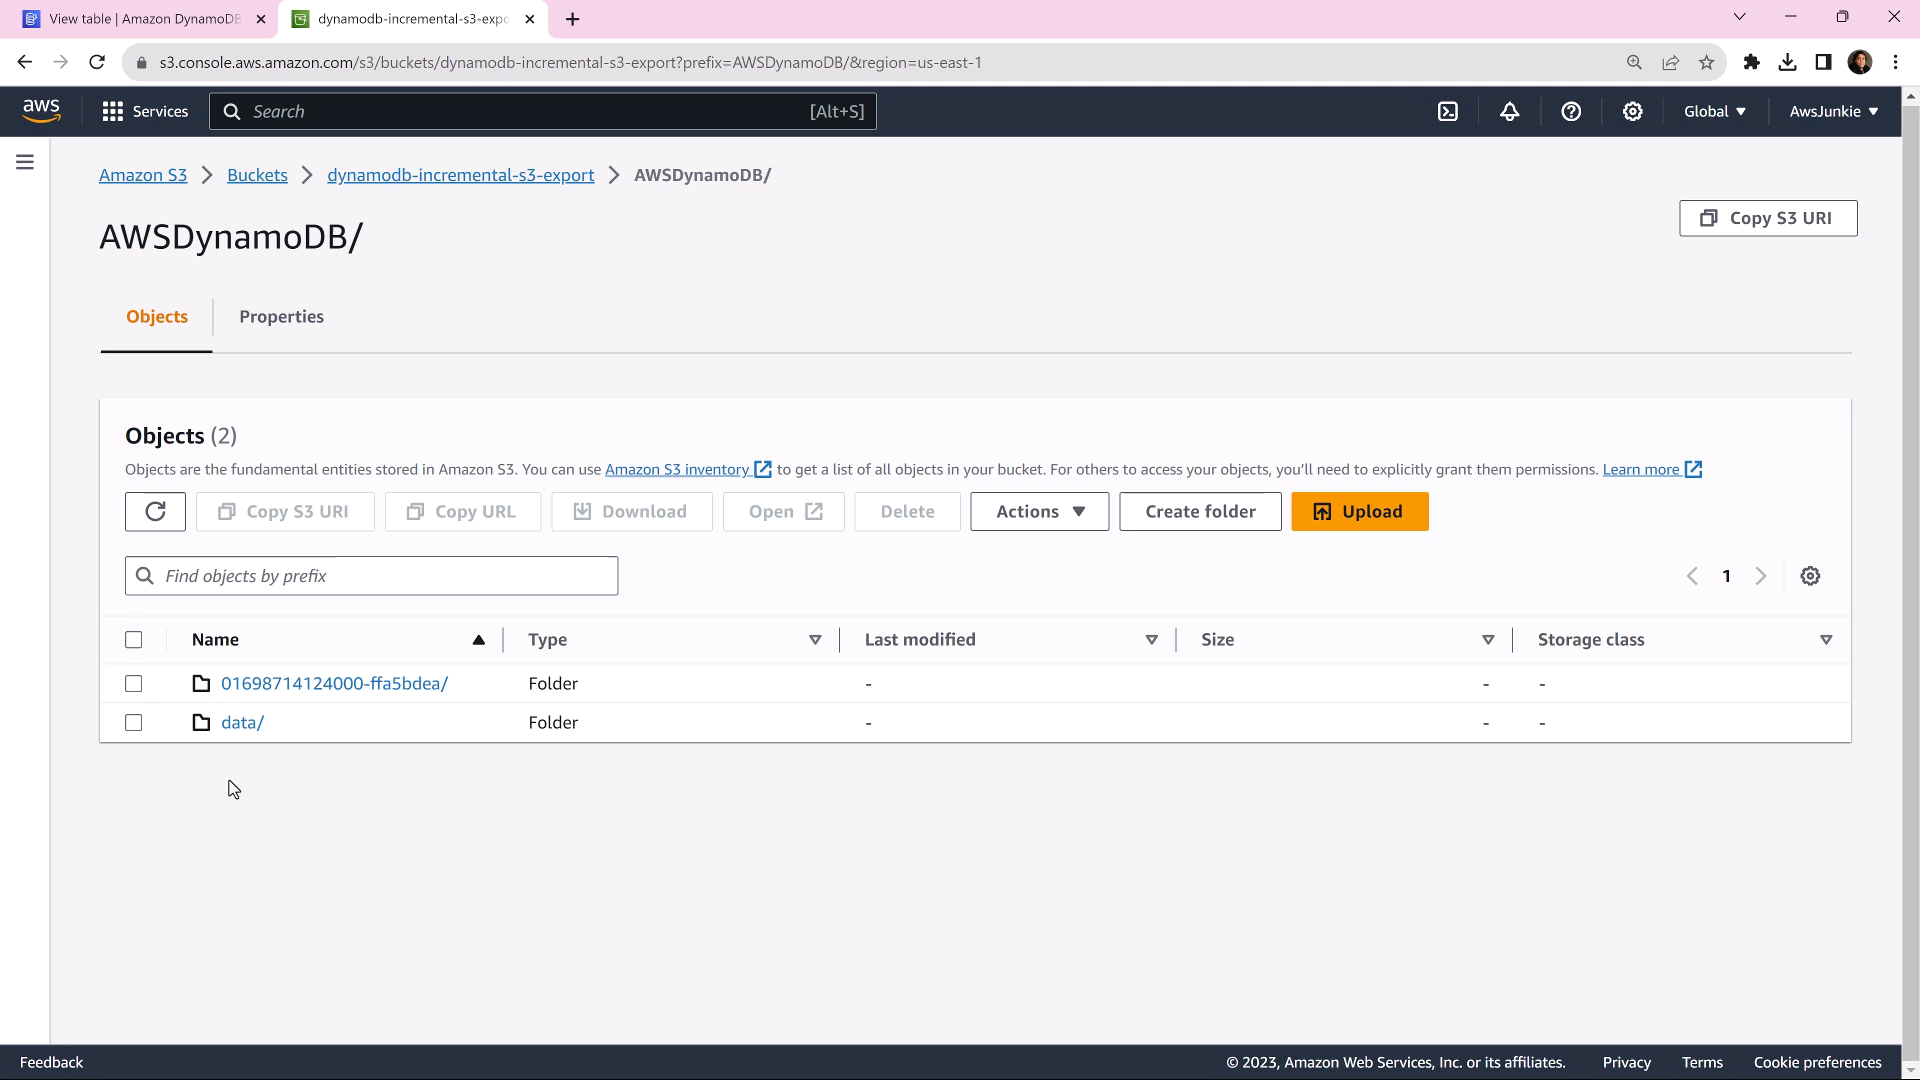 View table | Amazon DynamoDB
dynamodb-incremental-s3-expo
s3.console.aws.amazon.com/s3/buckets/dynamodb-incremental-s3-export?prefix=AWSDynamoDB/&region=us-east-1
aws
Services
Search
[Alt+S]
Global
AwsJunkie
Amazon S3
Buckets
dynamodb-incremental-s3-export
AWSDynamoDB/
AWSDynamoDB/
Copy S3 URI
Objects
Properties
Objects (2)
Objects are the fundamental entities stored in Amazon S3. You can use Amazon S3 inventory to get a list of all objects in your bucket. For others to access your objects, you'll need to explicitly grant them permissions. Learn more
Copy S3 URI
Copy URL
Download
Open
Delete
Actions
Create folder
Upload
Find objects by prefix
1
Name
Type
Last modified
Size
Storage class
01698714124000-ffa5bdea/
Folder
-
-
-
data/
Folder
-
-
-
Feedback
© 2023, Amazon Web Services, Inc. or its affiliates.
Privacy
Terms
Cookie preferences